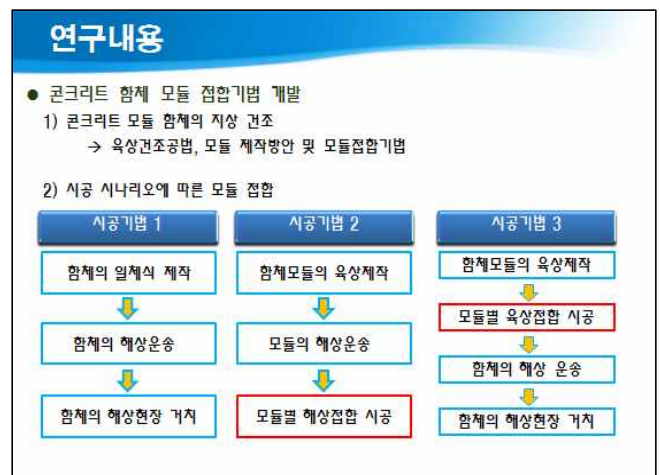 연구내용
● 콘크리트 함체 모듈 접합기법 개발
1) 콘크리트 모듈 함체의 지상 건조
→ 육상건조공법, 모듈 제작방안 및 모듈접합기법
2) 시공 시나리오에 따른 모듈 접합
시공기법 1
함체의 일체식 제작
함체의 해상운송
함체의 해상현장 거치
시공기법 2
함체모듈의 육상제작
모듈의 해상운송
모듈별 해상접합 시공
시공기법 3
함체모듈의 육상제작
모듈별 육상접합 시공
함체의 해상 운송
함체의 해상현장 거치